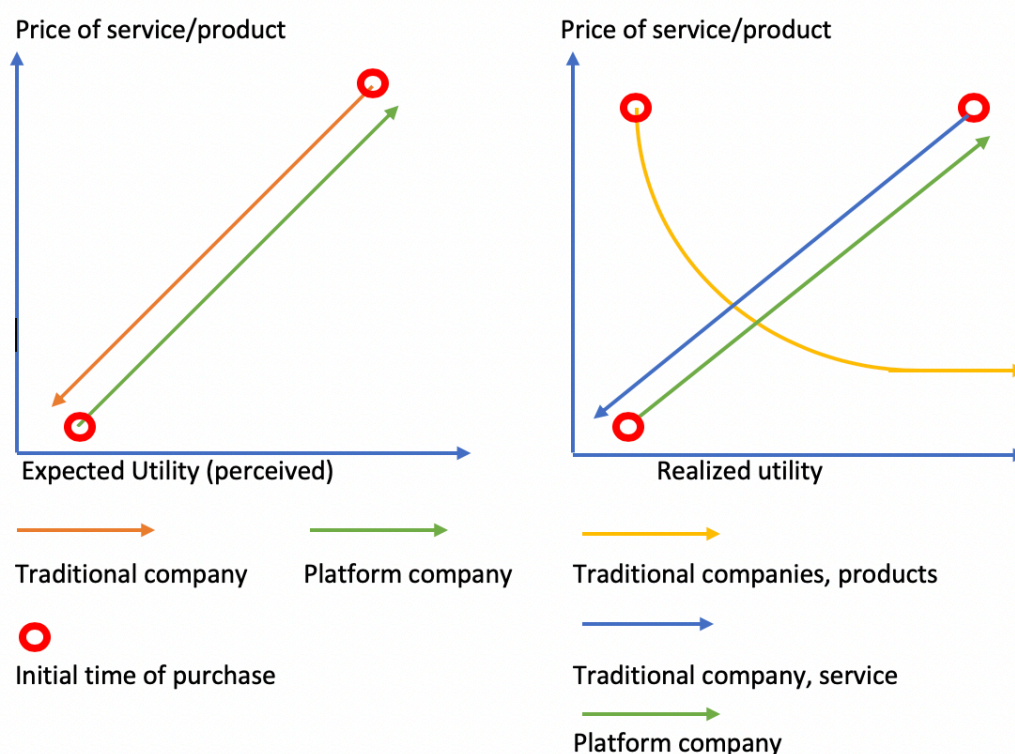 Price of service/product
Price of service/product
Expected Utility (perceived)
Realized utility
Traditional company
Platform company
Traditional companies, products
Initial time of purchase
Traditional company, service
Platform company